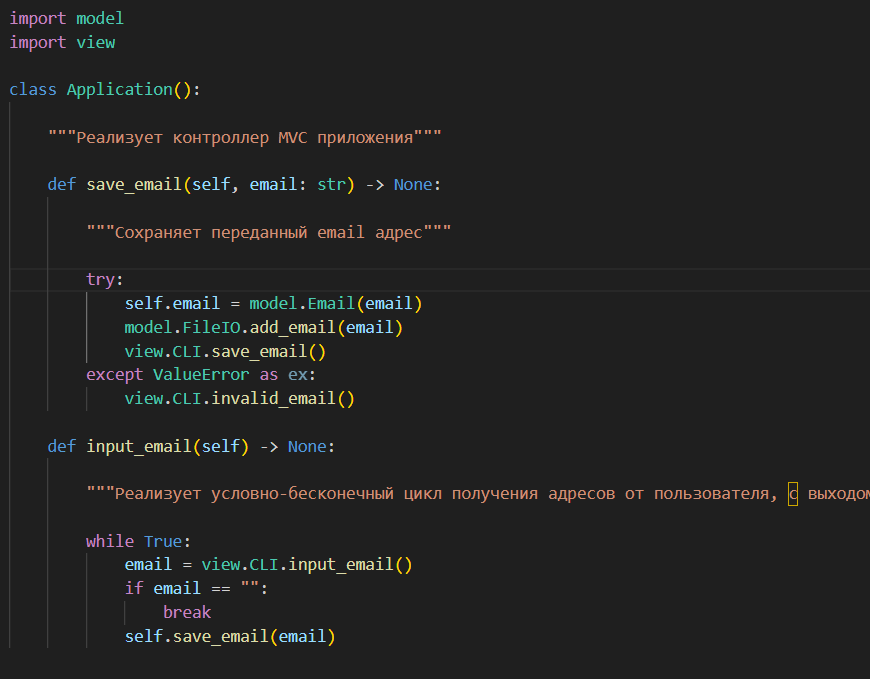 import model
import view
class Application():
"""Реализует контроллер MVC приложения"""
def save_email(self, email: str) -> None:
"""Сохраняет переданный email адрес"""
try:
self.email = model.Email(email)
model.FileIO.add_email(email)
view.CLI.save_email()
except ValueError as ex:
view.CLI.invalid_email()
def input_email(self) -> None:
"""Реализует условно-бесконечный цикл получения адресов от пользователя, с выходом
while True:
email = view.CLI.input_email()
if email == "":
break
self.save_email(email)